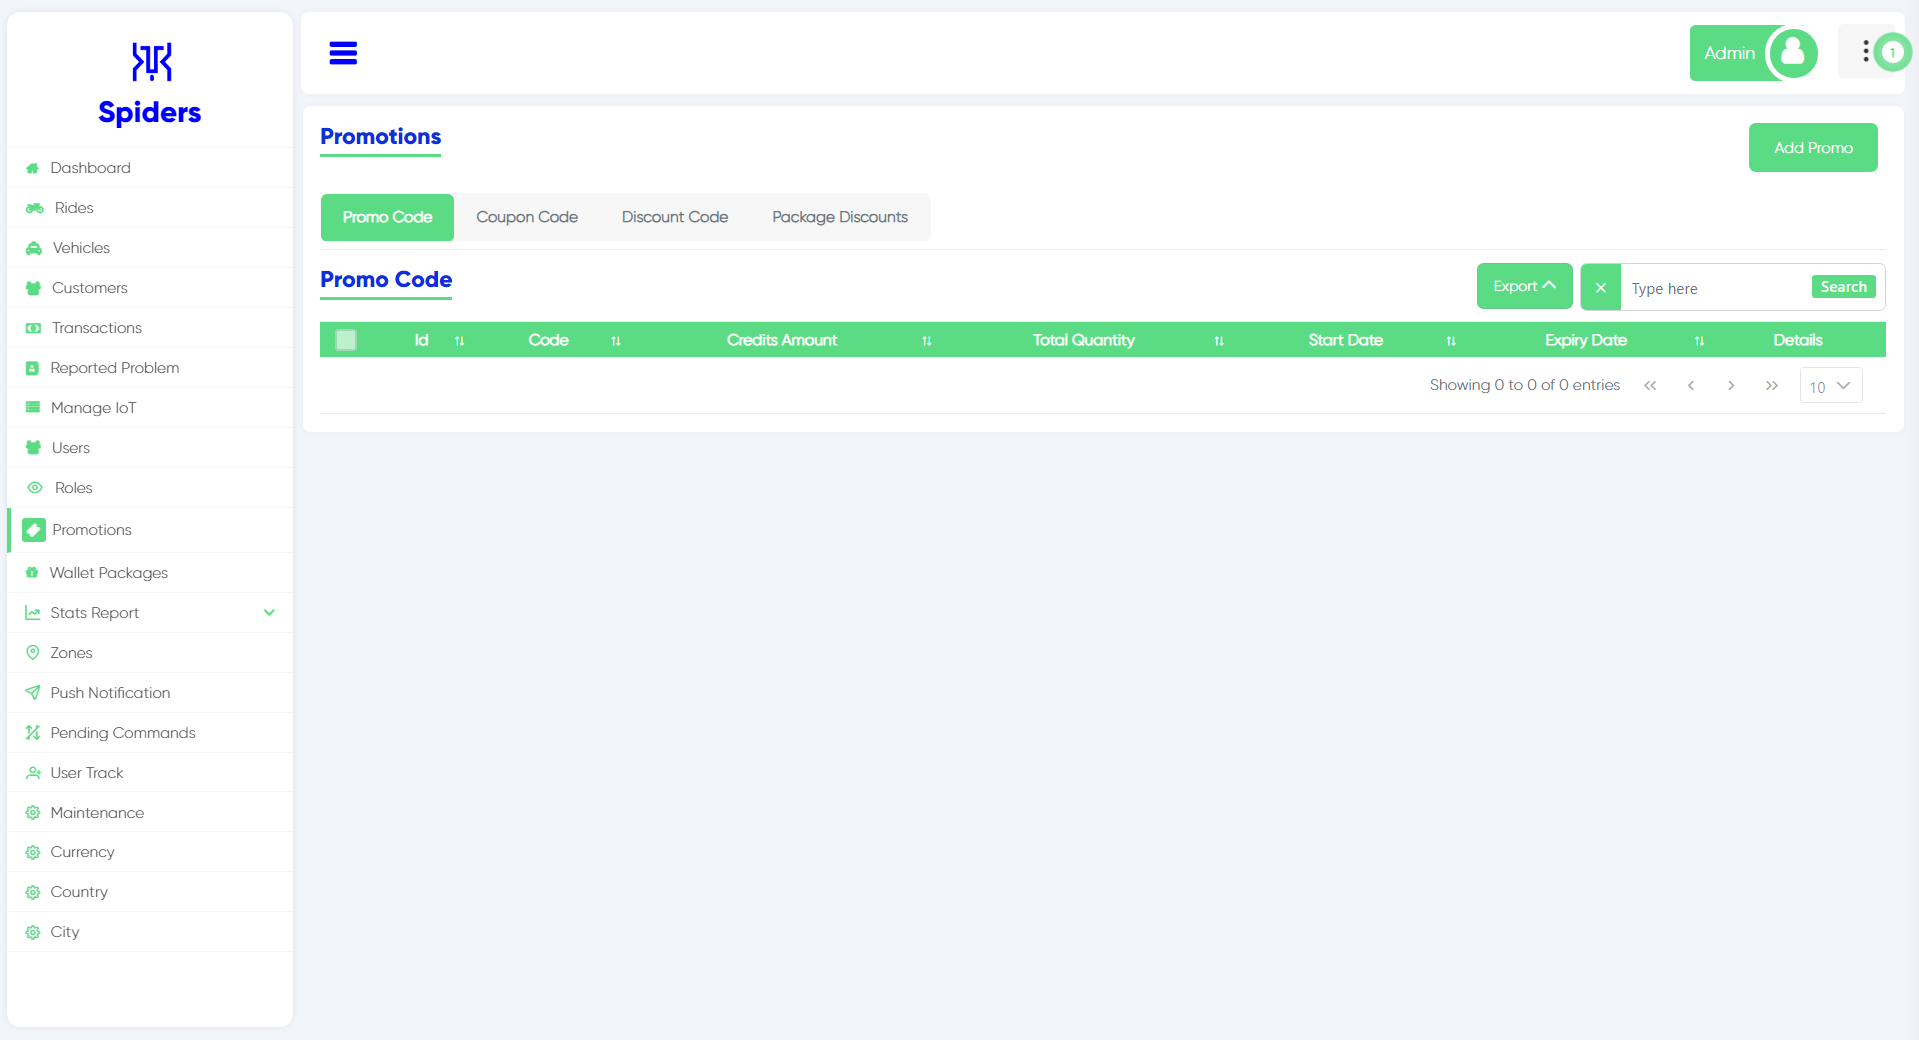 Spiders
Dashboard
Rides
Vehicles
Customers
Transactions
Reported Problem
Manage IoT
Users
Roles
Promotions
Wallet Packages
Stats Report
Zones
Push Notification
Pending Commands
User Track
Maintenance
Currency
Country
City
Admin
1
Promotions
Add Promo
Promo Code Coupon Code Discount Code Package Discounts
Promo Code
Export Type here Search
Id Code Credits Amount Total Quantity Start Date Expiry Date Details
Showing 0 to 0 of 0 entries 10